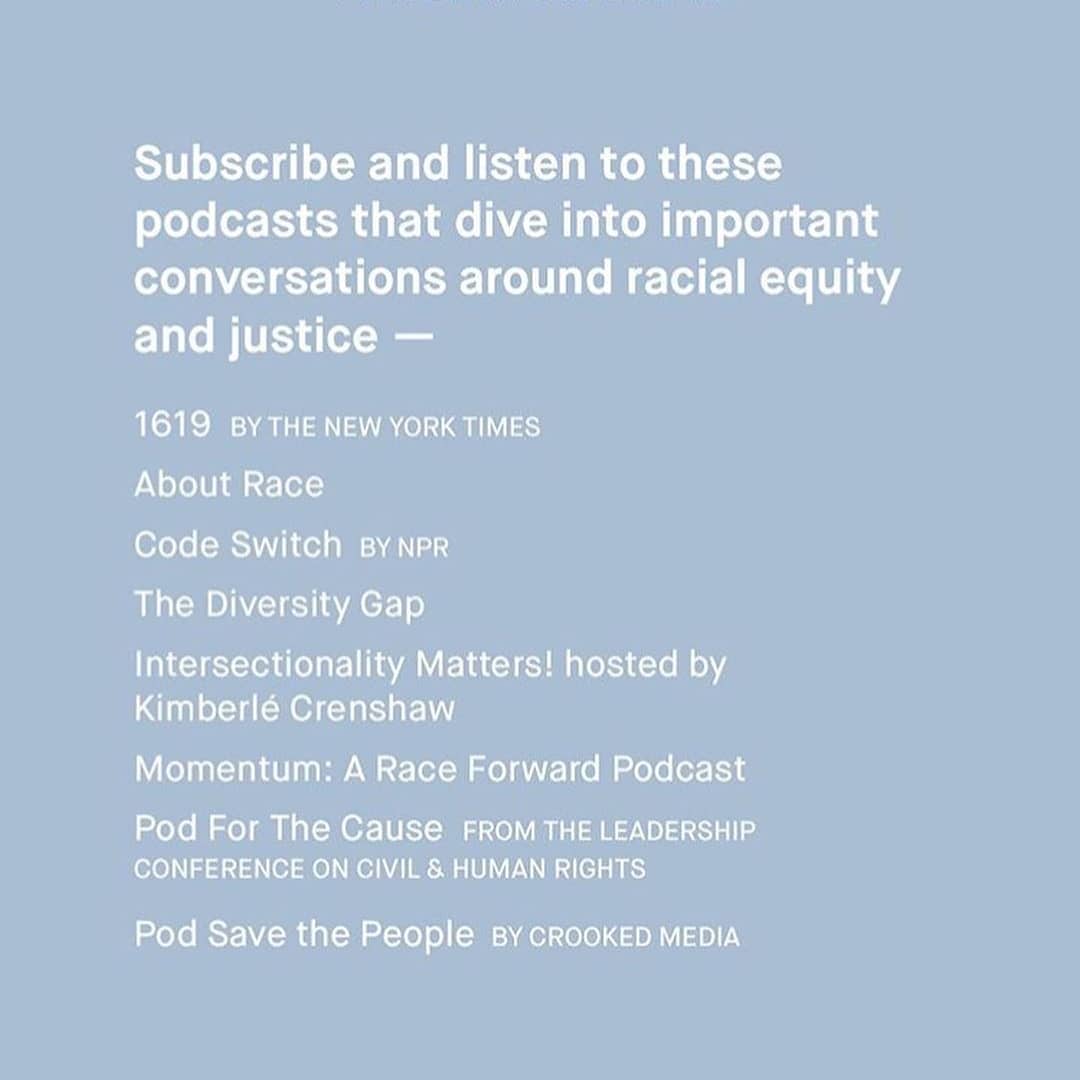 Subscribe and listen to these
podcasts that dive into important
conversations around racial equity
and justice —
1619 BY THE NEW YORK TIMES
About Race
Code Switch BY NPR
The Diversity Gap
Intersectionality Matters! hosted by
Kimberlé Crenshaw
Momentum: A Race Forward Podcast
Pod For The Cause FROM THE LEADERSHIP
CONFERENCE ON CIVIL & HUMAN RIGHTS
Pod Save the People BY CROOKED MEDIA